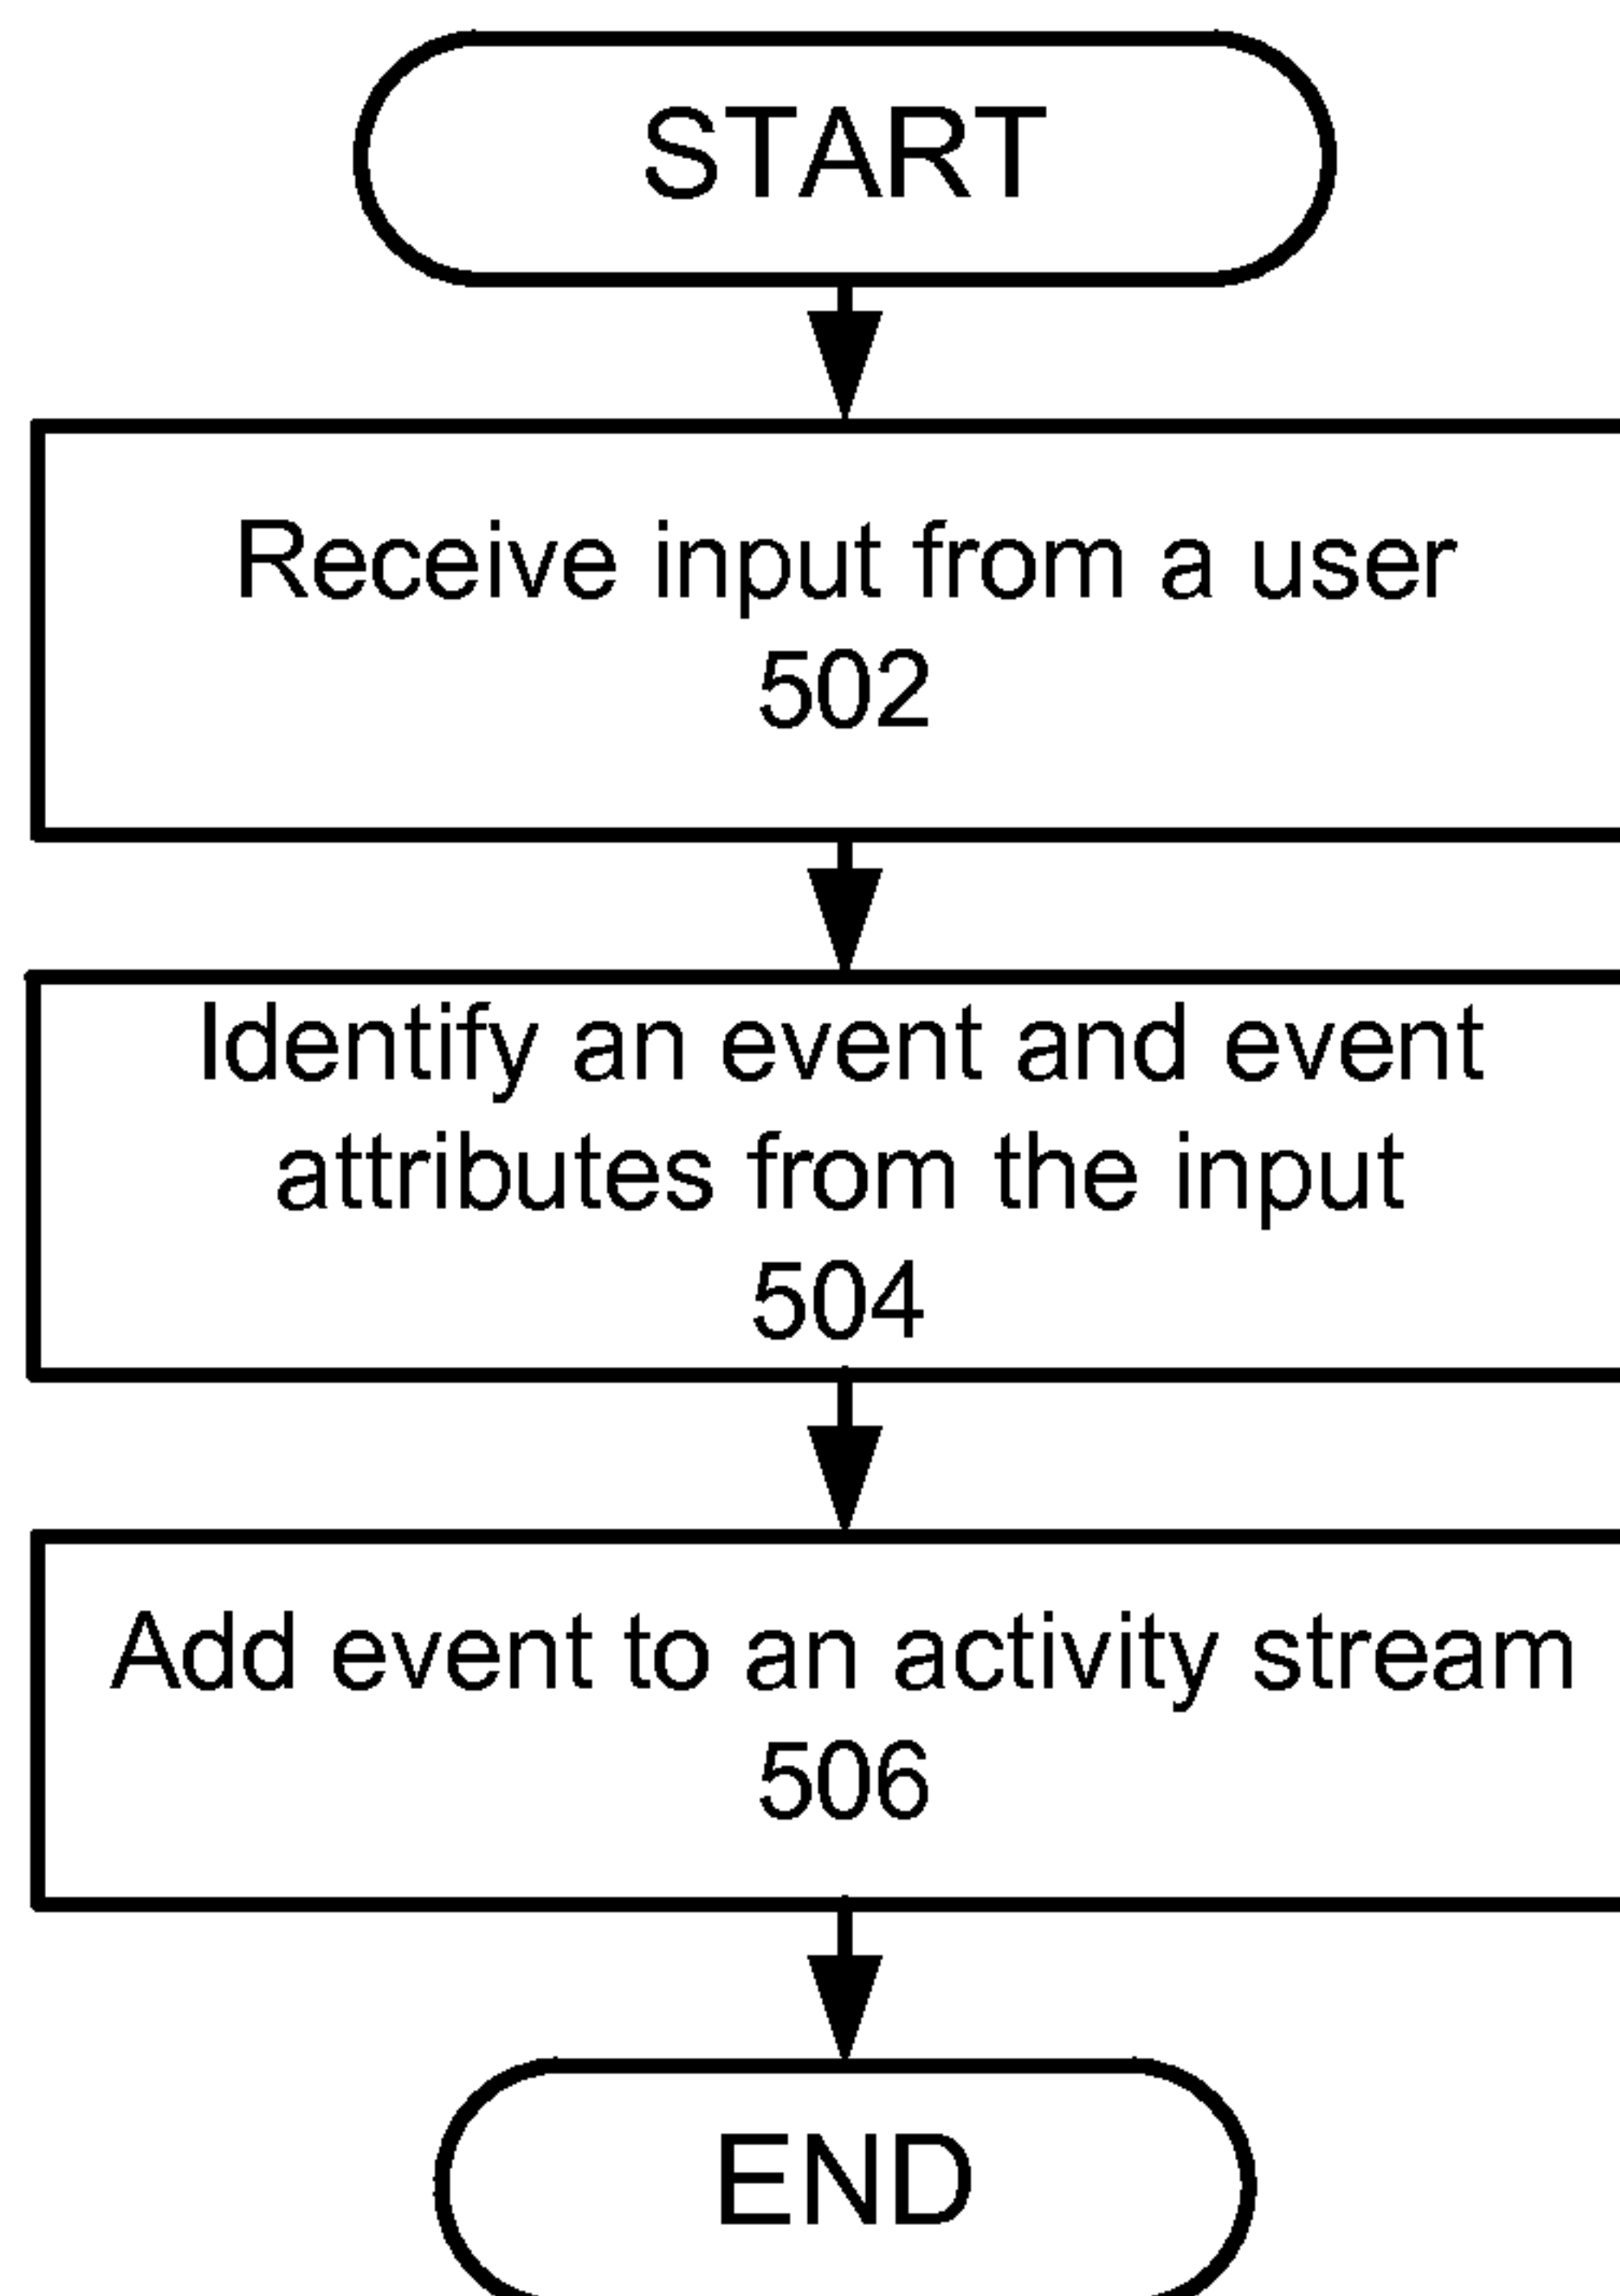 START
Receive input from a user
502
Identify an event and event
attributes from the input
504
Add event to an activity stream
506
END